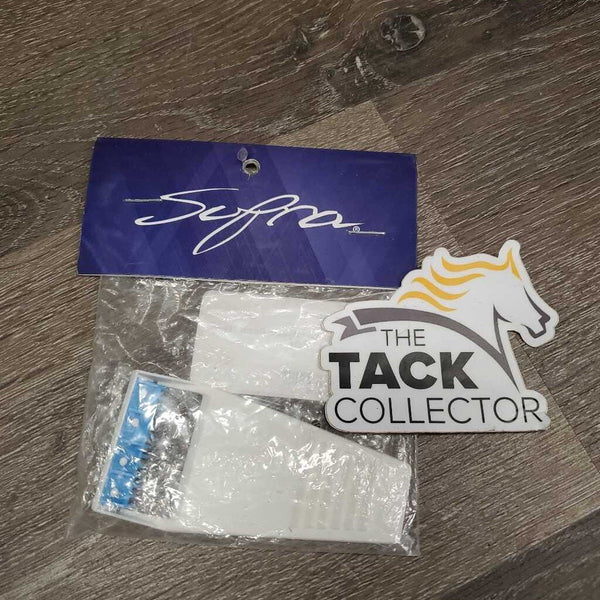 Supra®
THE
TACK
COLLECTOR